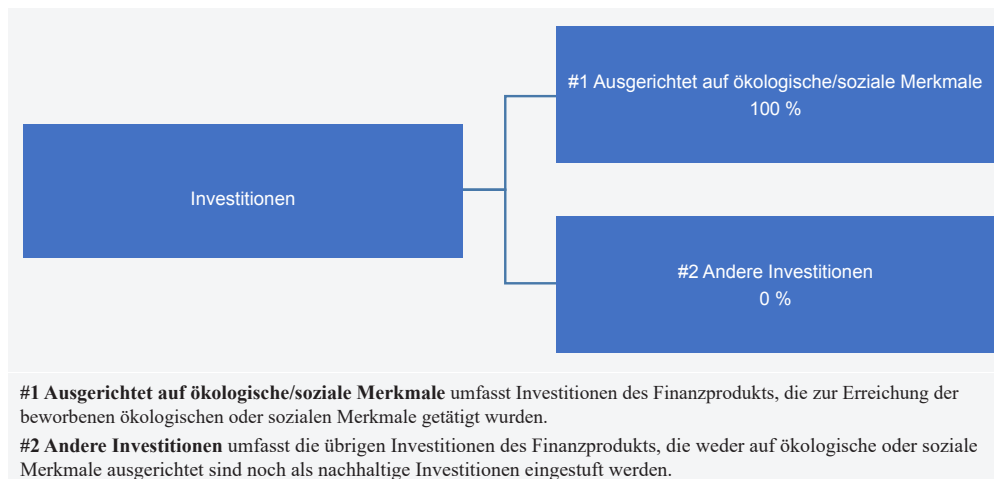 #1 Ausgerichtet auf ökologische/soziale Merkmale
100 %
Investitionen
#2 Andere Investitionen
0 %
#1 Ausgerichtet auf ökologische/soziale Merkmale umfasst Investitionen des Finanzprodukts, die zur Erreichung der
beworbenen ökologischen oder sozialen Merkmale getätigt wurden.
#2 Andere Investitionen umfasst die übrigen Investitionen des Finanzprodukts, die weder auf ökologische oder soziale
Merkmale ausgerichtet sind noch als nachhaltige Investitionen eingestuft werden.